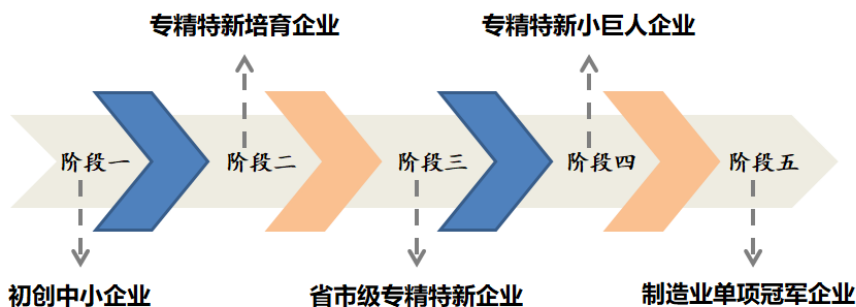 专精特新培育企业
专精特新小巨人企业
阶段一
阶段二
阶段三
阶段四
阶段五
初创中小企业
省市级专精特新企业
制造业单项冠军企业